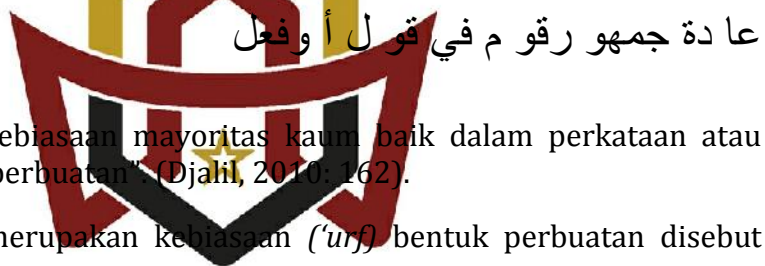 عا دة جمهو رقو م في قو ل أ وفعل
ebiasaan mayoritas kaum baik dalam perkataan atau
perbuatan". (Djalil, 2010: 162).
merupakan kebiasaan ('urf) bentuk perbuatan disebut